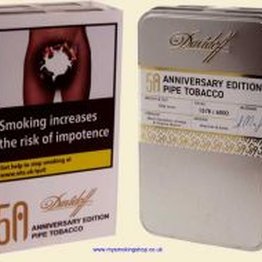 Smoking increases
the risk of impotence
Get help to stop smoking at
www.nhs.uk/quit
Davidoff
50 ANNIVERSARY EDITION
PIPE TOBACCO
Davidoff
50 ANNIVERSARY EDITION
PIPE TOBACCO
www.mysmokingshop.co.uk